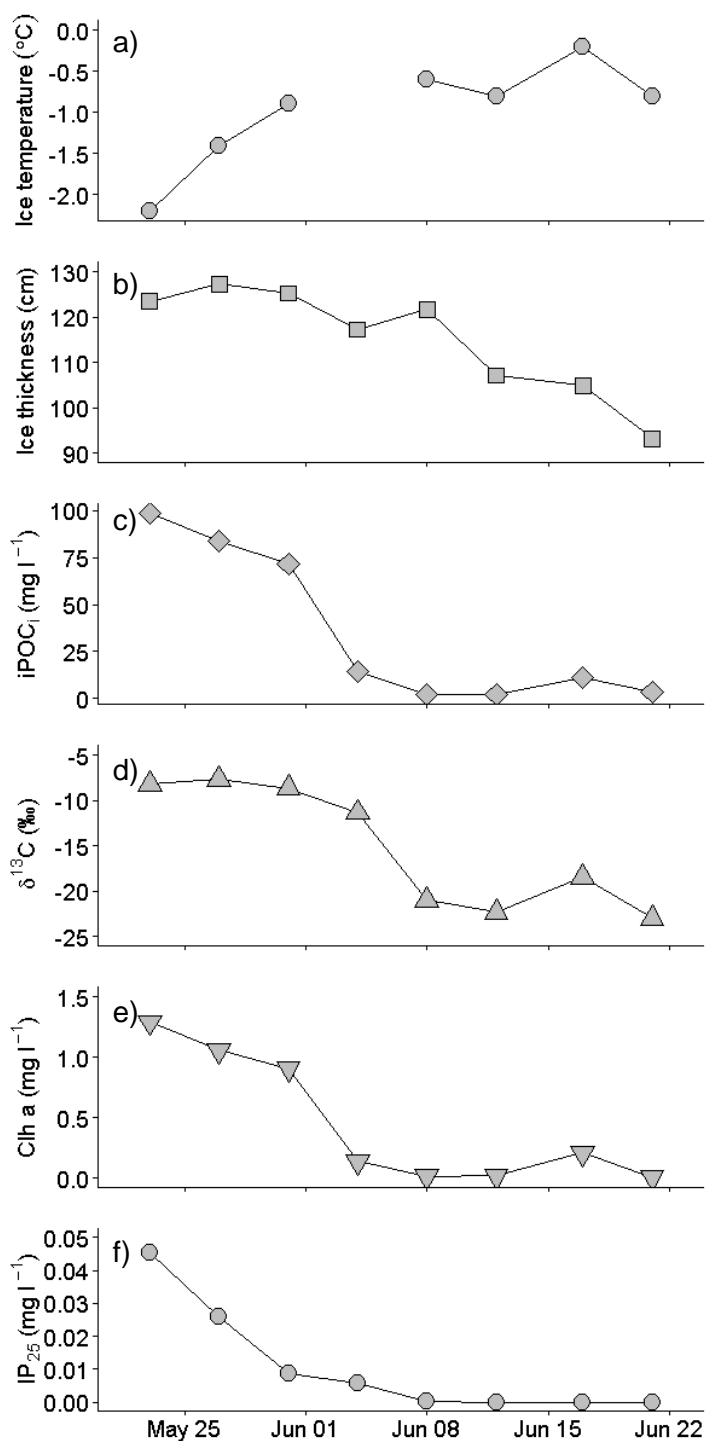 a)
Ice temperature (°C)
0.0
-0.5
-1.0
-1.5
-2.0
b)
Ice thickness (cm)
130
120
110
100
90
c)
iPOCᵢ (mg l⁻¹)
100
75
50
25
0
d)
δ¹³C (‰)
-5
-10
-15
-20
-25
e)
Clh a (mg l⁻¹)
1.5
1.0
0.5
0.0
f)
IP₂₅ (mg l⁻¹)
0.05
0.04
0.03
0.02
0.01
0.00
May 25 Jun 01 Jun 08 Jun 15 Jun 22